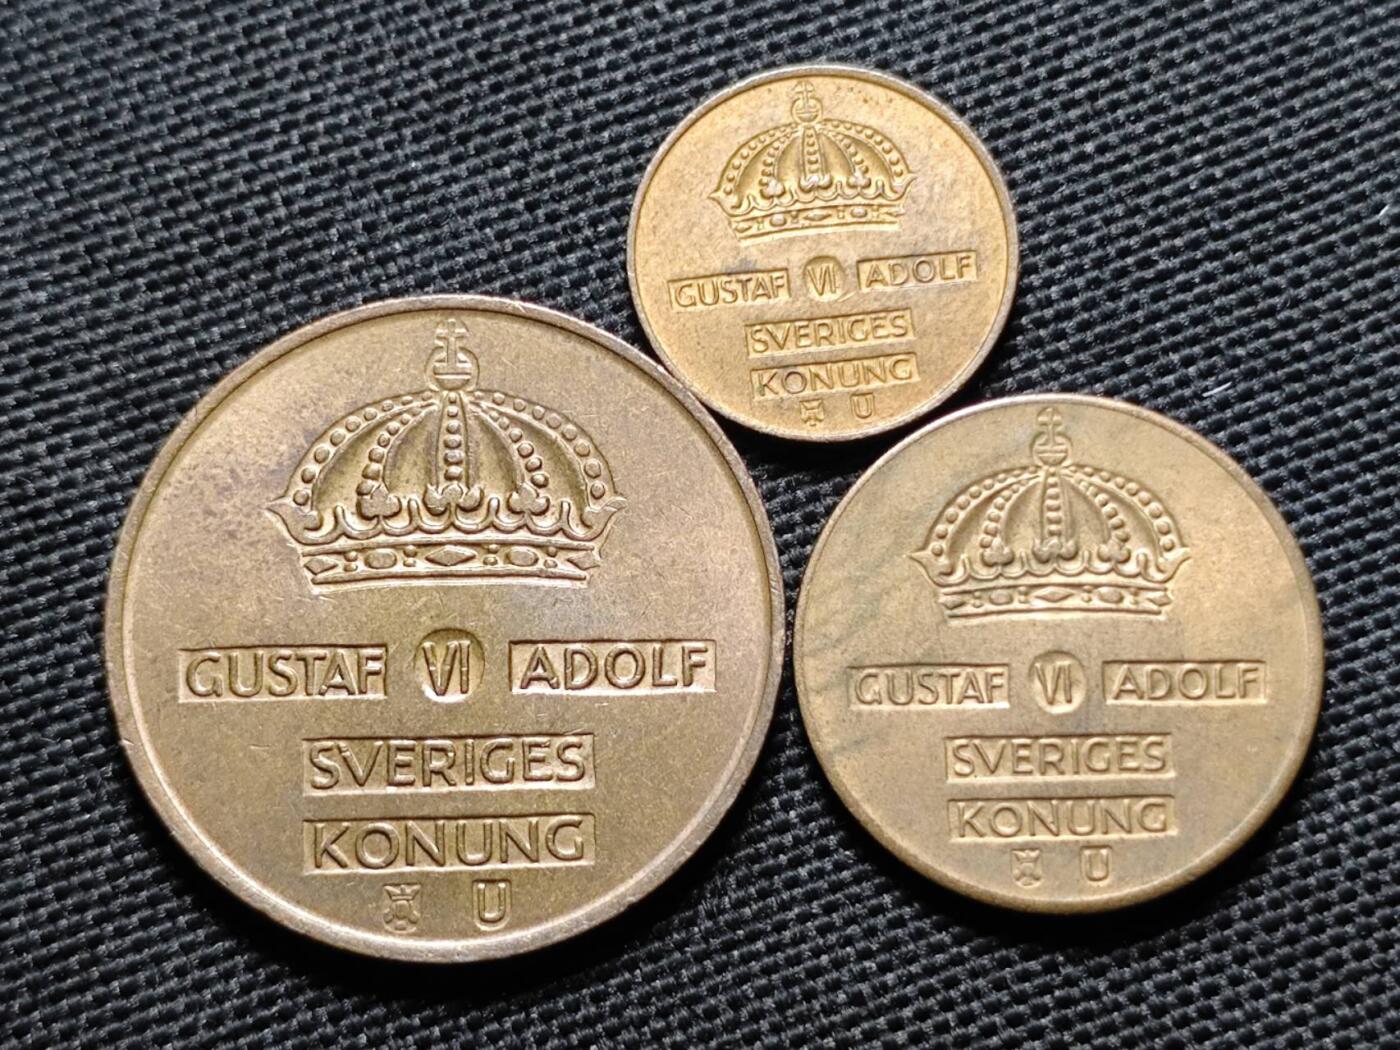 GUSTAF VI ADOLF
SVERIGES
KONUNG
U
GUSTAF VI ADOLF
SVERIGES
KONUNG
U
GUSTAF VI ADOLF
SVERIGES
KONUNG
U